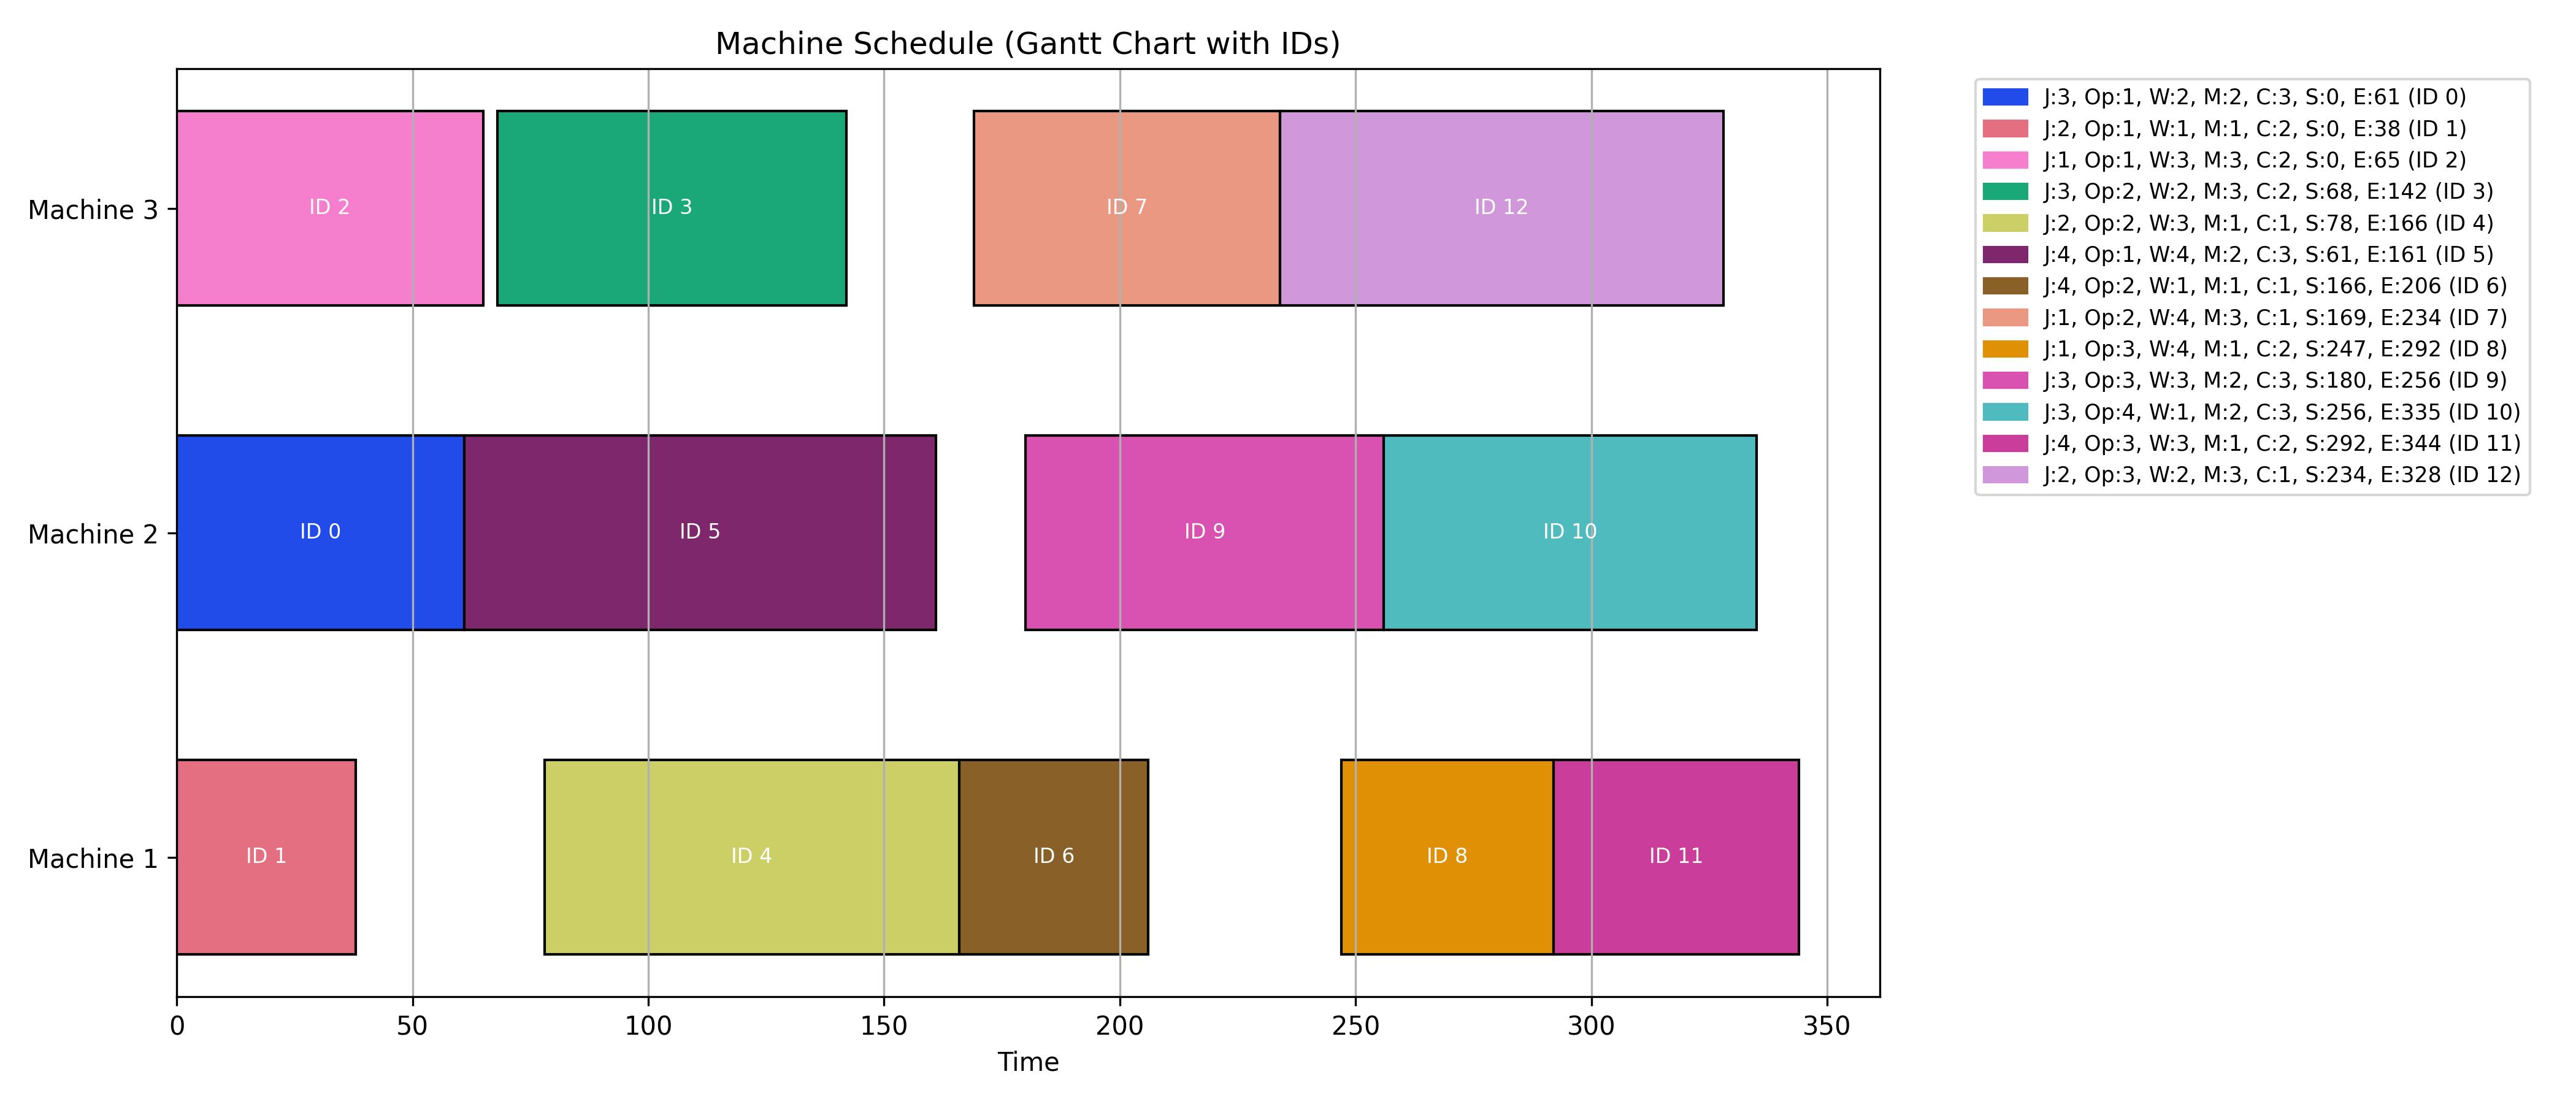 Machine Schedule (Gantt Chart with IDs)
Machine 3
ID 2
ID 3
ID 7
ID 12
Machine 2
ID 0
ID 5
ID 9
ID 10
Machine 1
ID 1
ID 4
ID 6
ID 8
ID 11
0 50 100 150 200 250 300 350
Time
J:3, Op:1, W:2, M:2, C:3, S:0, E:61 (ID 0)
J:2, Op:1, W:1, M:1, C:2, S:0, E:38 (ID 1)
J:1, Op:1, W:3, M:3, C:2, S:0, E:65 (ID 2)
J:3, Op:2, W:2, M:3, C:2, S:68, E:142 (ID 3)
J:2, Op:2, W:3, M:1, C:1, S:78, E:166 (ID 4)
J:4, Op:1, W:4, M:2, C:3, S:61, E:161 (ID 5)
J:4, Op:2, W:1, M:1, C:1, S:166, E:206 (ID 6)
J:1, Op:2, W:4, M:3, C:1, S:169, E:234 (ID 7)
J:1, Op:3, W:4, M:1, C:2, S:247, E:292 (ID 8)
J:3, Op:3, W:3, M:2, C:3, S:180, E:256 (ID 9)
J:3, Op:4, W:1, M:2, C:3, S:256, E:335 (ID 10)
J:4, Op:3, W:3, M:1, C:2, S:292, E:344 (ID 11)
J:2, Op:3, W:2, M:3, C:1, S:234, E:328 (ID 12)